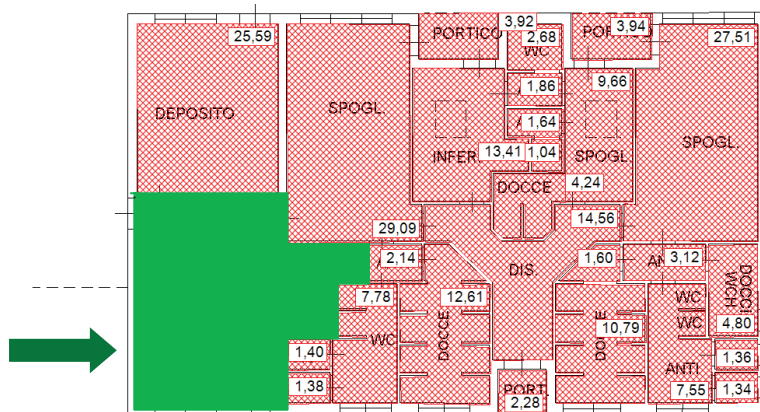 3,92
3,94
25,59
PORTICO
2,68
27,51
WC
1,86
9,66
DEPOSITO
SPOGL.
1,64
SPOGL.
INFER.
13,41
1,04
SPOGL.
DOCCE
4,24
29,09
14,56
2,14
DIS.
1,60
3,12
7,78
12,61
DOCCE
DOCCI
WCH
WC
WC
WC
DOCCE
10,79
4,80
1,40
ANTI
1,36
1,38
PORT.
2,28
7,55
1,34